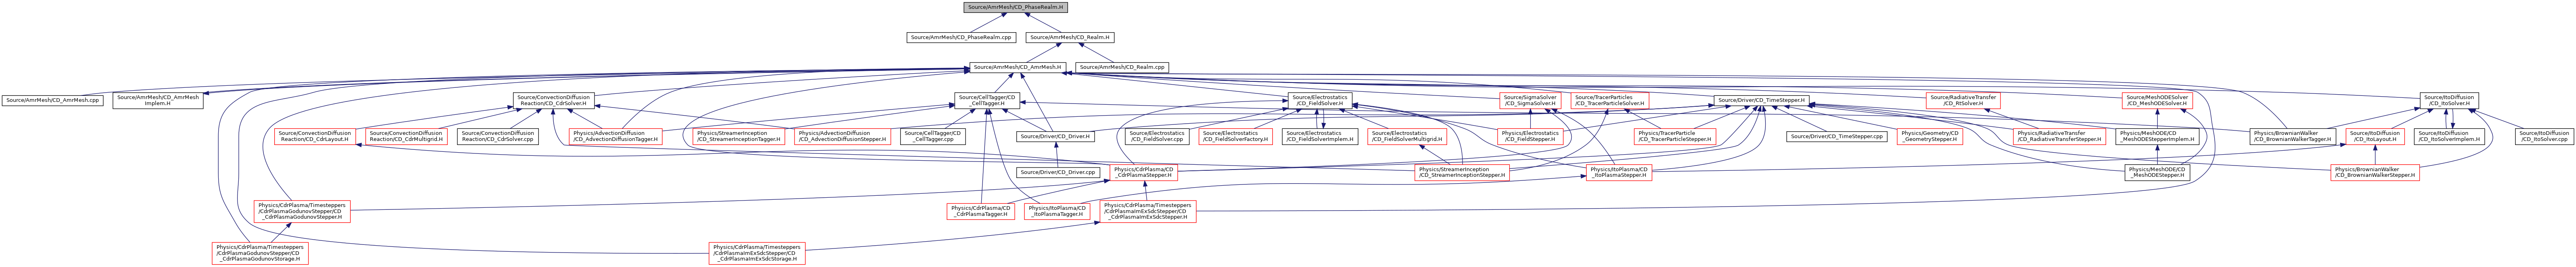 Source/AmrMesh/CD_PhaseRealm.H
Source/AmrMesh/CD_PhaseRealm.cpp
Source/AmrMesh/CD_Realm.H
Source/AmrMesh/CD_AmrMesh.H
Source/AmrMesh/CD_Realm.cpp
Source/AmrMesh/CD_AmrMesh.cpp
Source/AmrMesh/CD_AmrMesh
Implem.H
Source/ConvectionDiffusion
Reaction/CD_CdrSolver.H
Source/CellTagger/CD
_CellTagger.H
Source/Electrostatics
/CD_FieldSolver.H
Source/SigmaSolver
/CD_SigmaSolver.H
Source/TracerParticles
/CD_TracerParticleSolver.H
Source/Driver/CD_TimeStepper.H
Source/RadiativeTransfer
/CD_RtSolver.H
Source/MeshODESolver
/CD_MeshODESolver.H
Source/ItoDiffusion
/CD_ItoSolver.H
Source/ConvectionDiffusion
Reaction/CD_CdrLayout.H
Source/ConvectionDiffusion
Reaction/CD_CdrMultigrid.H
Source/ConvectionDiffusion
Reaction/CD_CdrSolver.cpp
Physics/AdvectionDiffusion
/CD_AdvectionDiffusionTagger.H
Physics/StreamerInception
/CD_StreamerInceptionTagger.H
Physics/AdvectionDiffusion
/CD_AdvectionDiffusionStepper.H
Source/CellTagger/CD
_CellTagger.cpp
Source/Driver/CD_Driver.H
Source/Electrostatics
/CD_FieldSolver.cpp
Source/Electrostatics
/CD_FieldSolverFactory.H
Source/Electrostatics
/CD_FieldSolverImplem.H
Source/Electrostatics
/CD_FieldSolverMultigrid.H
Physics/Electrostatics
/CD_FieldStepper.H
Physics/TracerParticle
/CD_TracerParticleStepper.H
Source/Driver/CD_TimeStepper.cpp
Physics/Geometry/CD
_GeometryStepper.H
Physics/RadiativeTransfer
/CD_RadiativeTransferStepper.H
Physics/MeshODE/CD
_MeshODEStepperImplem.H
Physics/BrownianWalker
/CD_BrownianWalkerTagger.H
Source/ItoDiffusion
/CD_ItoLayout.H
Source/ItoDiffusion
/CD_ItoSolverImplem.H
Source/ItoDiffusion
/CD_ItoSolver.cpp
Source/Driver/CD_Driver.cpp
Physics/CdrPlasma/CD
_CdrPlasmaStepper.H
Physics/StreamerInception
/CD_StreamerInceptionStepper.H
Physics/ItoPlasma/CD
_ItoPlasmaStepper.H
Physics/MeshODE/CD
_MeshODEStepper.H
Physics/BrownianWalker
/CD_BrownianWalkerStepper.H
Physics/CdrPlasma/Timesteppers
/CdrPlasmaGodunovStepper/CD
_CdrPlasmaGodunovStepper.H
Physics/CdrPlasma/CD
_CdrPlasmaTagger.H
Physics/ItoPlasma/CD
_ItoPlasmaTagger.H
Physics/CdrPlasma/Timesteppers
/CdrPlasmaImExSdcStepper/CD
_CdrPlasmaImExSdcStepper.H
Physics/CdrPlasma/Timesteppers
/CdrPlasmaGodunovStepper/CD
_CdrPlasmaGodunovStorage.H
Physics/CdrPlasma/Timesteppers
/CdrPlasmaImExSdcStepper/CD
_CdrPlasmaImExSdcStorage.H